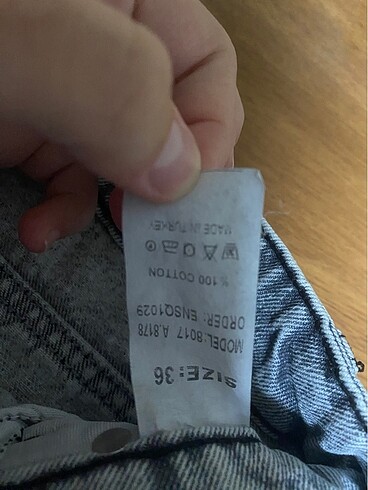 SIZE: 36
MODEL: 8017 A.8178
ORDER: ENSQ1029
% 100 COTTON
MADE IN TURKEY